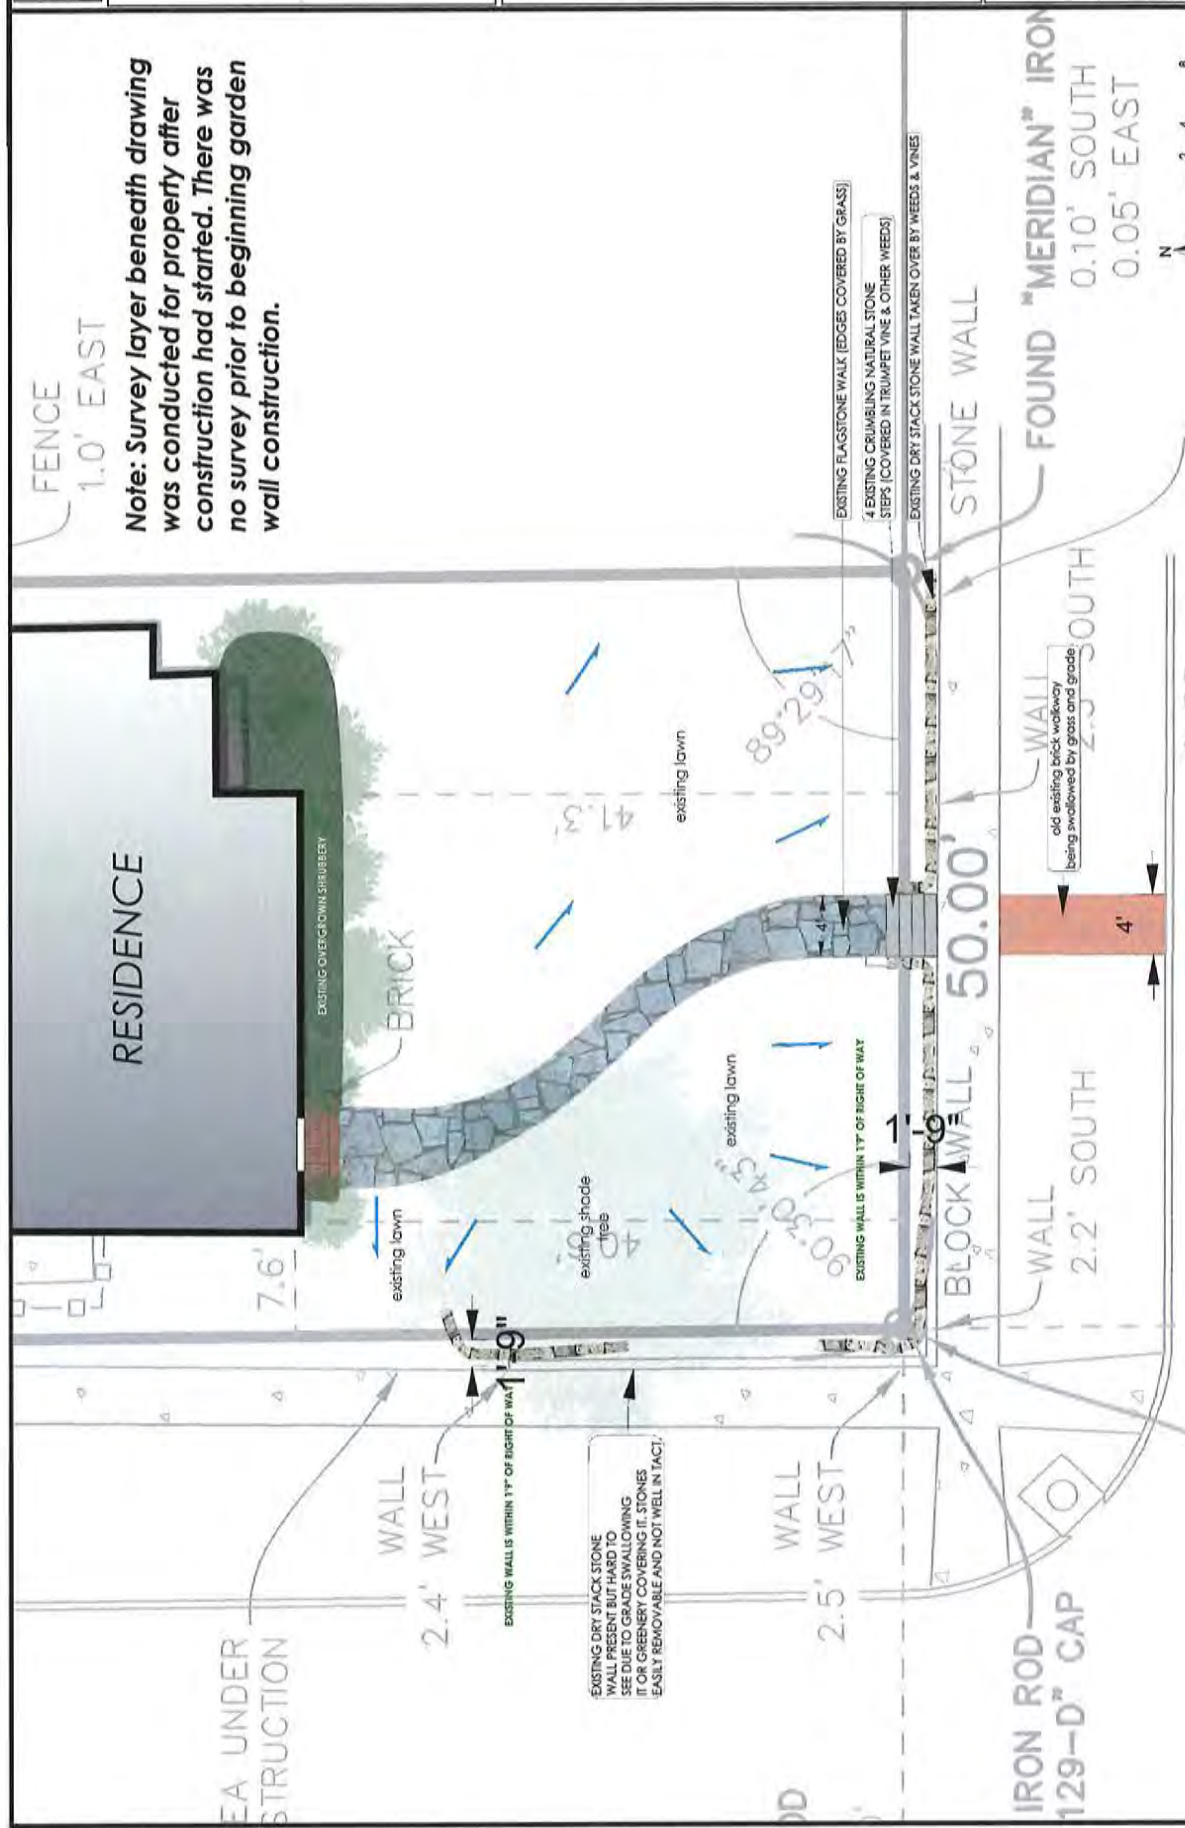 FENCE
1.0' EAST
Note: Survey layer beneath drawing
was conducted for property after
construction had started. There was
no survey prior to beginning garden
wall construction.
RESIDENCE
EXISTING OVERGROWN SHRUBBERY
BRICK
7.6'
41.3'
existing lawn
existing lawn
existing shade
tree
existing lawn
89°29'
7"
90°30'
43"
4'
EXISTING FLAGSTONE WALK (EDGES COVERED BY GRASS)
4 EXISTING CRUMBLING NATURAL STONE
STEPS (COVERED IN TRUMPET VINE & OTHER WEEDS)
EXISTING DRY STACK STONE WALL TAKEN OVER BY WEEDS & VINES
EXISTING WALL IS WITHIN 1'9" OF RIGHT OF WAY
1'-9"
1'-9"
EA UNDER
STRUCTION
WALL
2.4' WEST
EXISTING WALL IS WITHIN 1'9" OF RIGHT OF WAY
EXISTING DRY STACK STONE
WALL PRESENT BUT HARD TO
SEE DUE TO GRADE SWALLOWING
IT OR GREENERY COVERING IT. STONES
EASILY REMOVABLE AND NOT WELL IN TACT
WALL
2.5' WEST
BLOCK WALL
50.00'
STONE WALL
WALL
2.2' SOUTH
WALL
SOUTH
old existing brick walkway
being swallowed by grass and grade
4'
FOUND "MERIDIAN" IRON
0.10' SOUTH
0.05' EAST
N
IRON ROD
129-D" CAP
OD